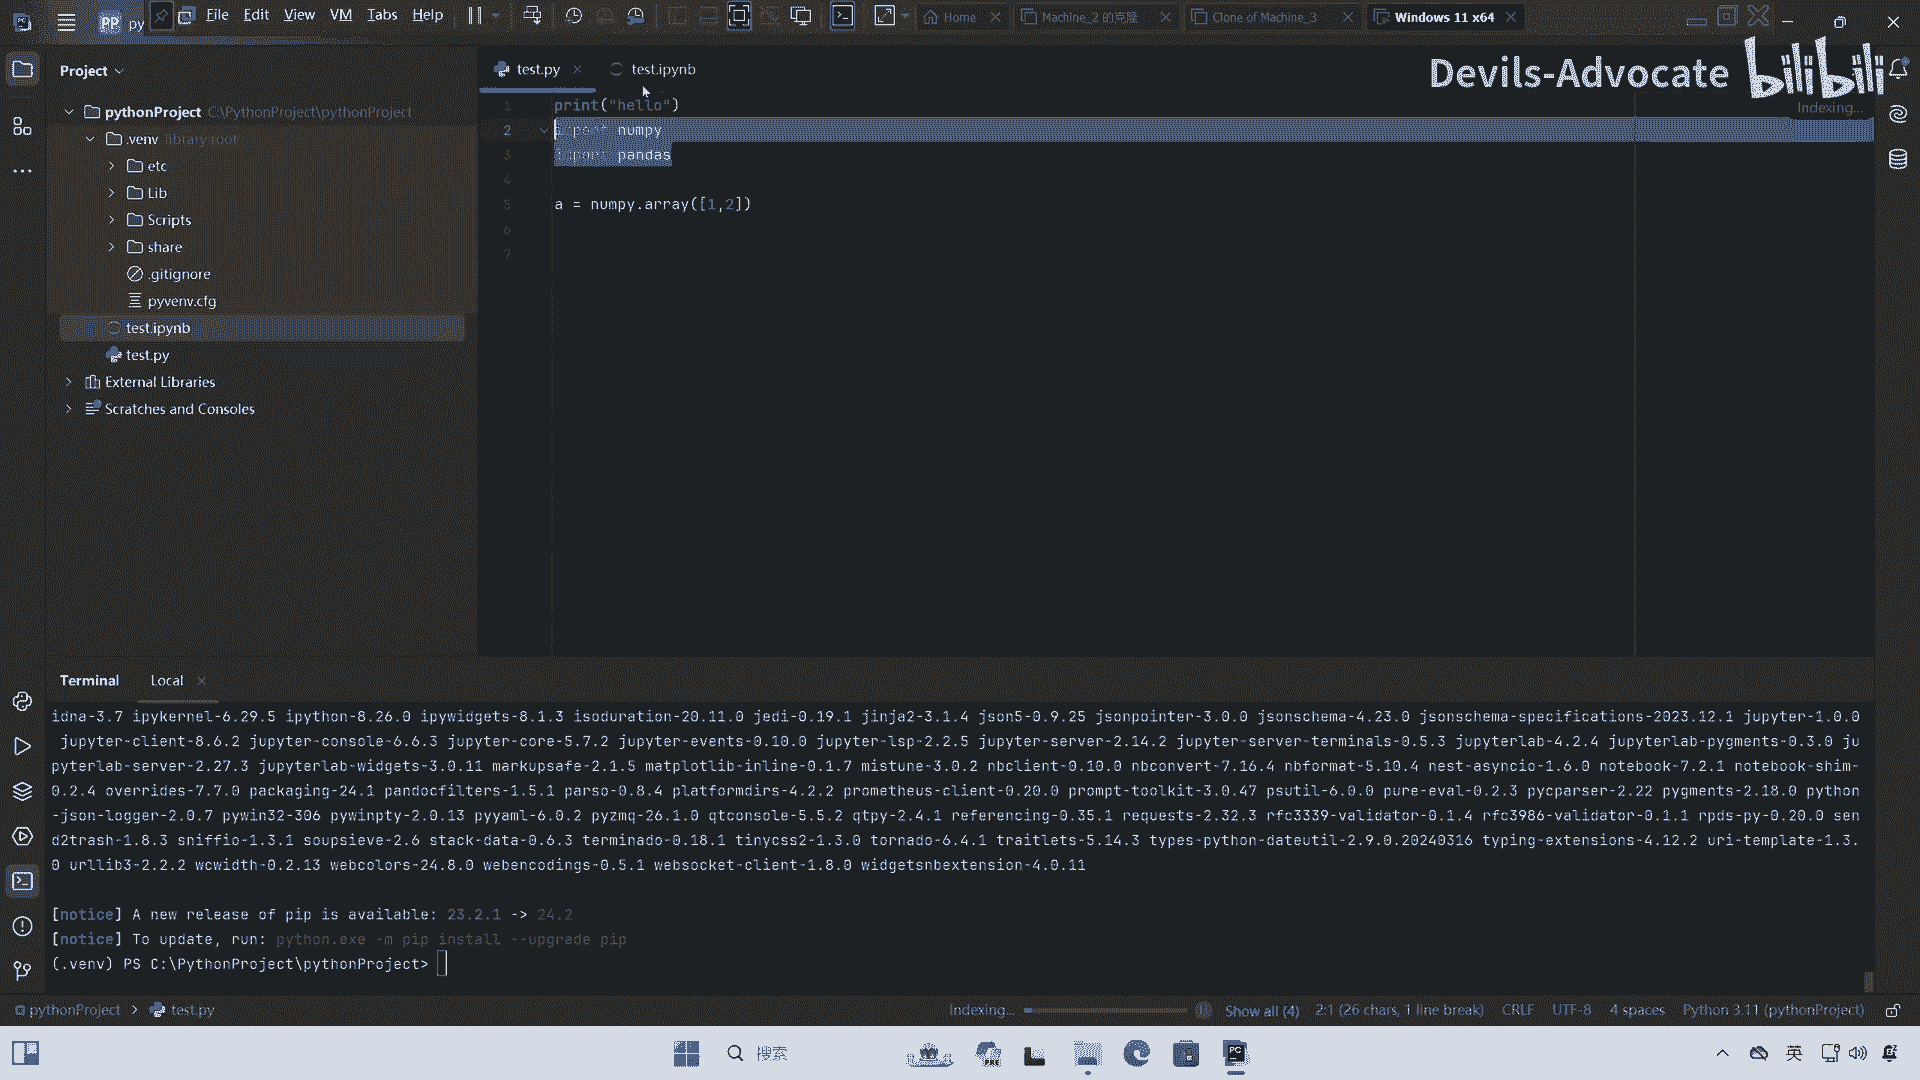 PP py File Edit View VM Tabs Help Home Machine_2 的克隆 Clone of Machine_3 Windows 11 x64
Project
test.py test.ipynb
Devils-Advocate bilibili
Indexing...
pythonProject C:\PythonProject\pythonProject
.venv library root
etc
Lib
Scripts
share
.gitignore
pyvenv.cfg
test.ipynb
test.py
External Libraries
Scratches and Consoles
1 print("hello")
2 import numpy
3 import pandas
4
5 a = numpy.array([1,2])
6
7
Terminal Local
idna-3.7 ipykernel-6.29.5 ipython-8.26.0 ipywidgets-8.1.3 isoduration-20.11.0 jedi-0.19.1 jinja2-3.1.4 json5-0.9.25 jsonpointer-3.0.0 jsonschema-4.23.0 jsonschema-specifications-2023.12.1 jupyter-1.0.0
jupyter-client-8.6.2 jupyter-console-6.6.3 jupyter-core-5.7.2 jupyter-events-0.10.0 jupyter-lsp-2.2.5 jupyter-server-2.14.2 jupyter-server-terminals-0.5.3 jupyterlab-4.2.4 jupyterlab-pygments-0.3.0 ju
pyterlab-server-2.27.3 jupyterlab-widgets-3.0.11 markupsafe-2.1.5 matplotlib-inline-0.1.7 mistune-3.0.2 nbclient-0.10.0 nbconvert-7.16.4 nbformat-5.10.4 nest-asyncio-1.6.0 notebook-7.2.1 notebook-shim-
0.2.4 overrides-7.7.0 packaging-24.1 pandocfilters-1.5.1 parso-0.8.4 platformdirs-4.2.2 prometheus-client-0.20.0 prompt-toolkit-3.0.47 psutil-6.0.0 pure-eval-0.2.3 pycparser-2.22 pygments-2.18.0 python
-json-logger-2.0.7 pywin32-306 pywinpty-2.0.13 pyyaml-6.0.2 pyzmq-26.1.0 qtconsole-5.5.2 qtpy-2.4.1 referencing-0.35.1 requests-2.32.3 rfc3339-validator-0.1.4 rfc3986-validator-0.1.1 rpds-py-0.20.0 sen
d2trash-1.8.3 sniffio-1.3.1 soupsieve-2.6 stack-data-0.6.3 terminado-0.18.1 tinycss2-1.3.0 tornado-6.4.1 traitlets-5.14.3 types-python-dateutil-2.9.0.20240316 typing-extensions-4.12.2 uri-template-1.3.
0 urllib3-2.2.2 wcwidth-0.2.13 webcolors-24.8.0 webencodings-0.5.1 websocket-client-1.8.0 widgetsnbextension-4.0.11
[notice] A new release of pip is available: 23.2.1 -> 24.2
[notice] To update, run: python.exe -m pip install --upgrade pip
(.venv) PS C:\PythonProject\pythonProject>
pythonProject test.py Indexing... Show all (4) 2:1 (26 chars, 1 line break) CRLF UTF-8 4 spaces Python 3.11 (pythonProject)
搜索 PRE PC 英